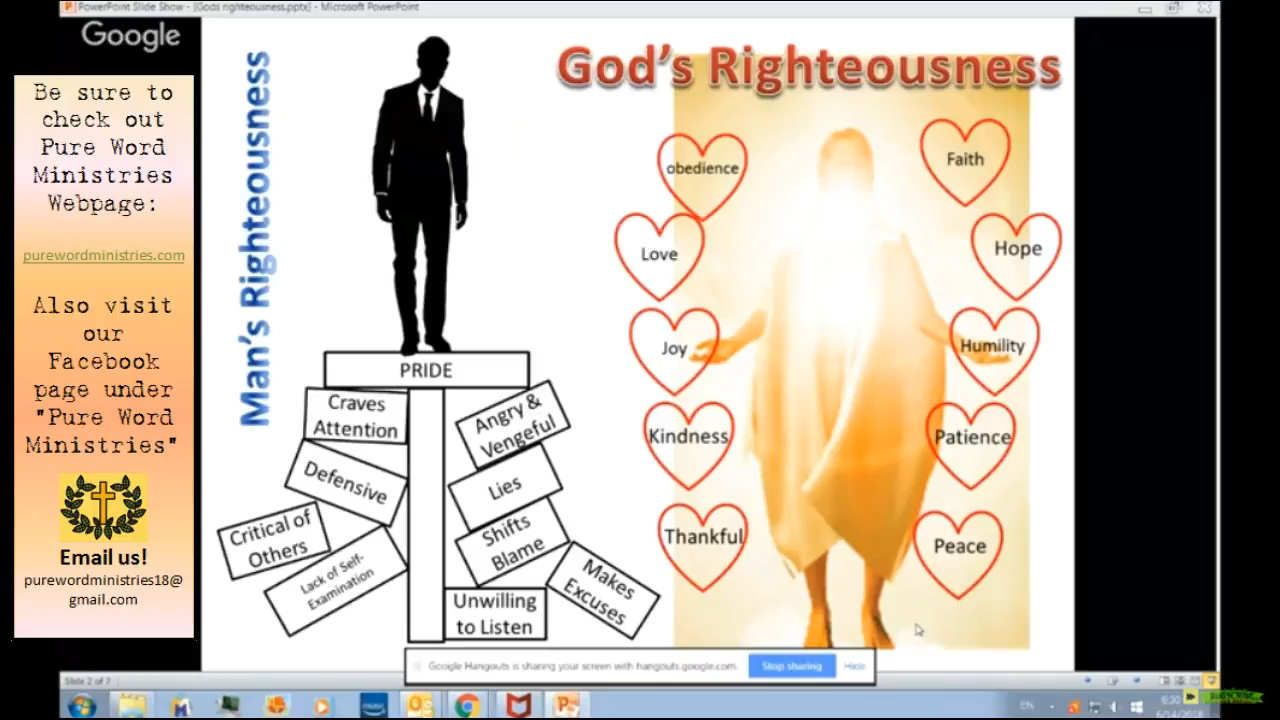 PowerPoint Slide Show - [Gods righteousness.pptx] - Microsoft PowerPoint
Google
Be sure to
check out
Pure Word
Ministries
Webpage:
purewordministries.com
Also visit
our
Facebook
page under
"Pure Word
Ministries"
Email us!
purewordministries18@
gmail.com
Man's Righteousness
PRIDE
Craves
Attention
Defensive
Critical of
Others
Lack of Self-
Examination
Angry &
Vengeful
Lies
Shifts
Blame
Makes
Excuses
Unwilling
to Listen
God's Righteousness
obedience
Faith
Love
Hope
Joy
Humility
Kindness
Patience
Thankful
Peace
Google Hangouts is sharing your screen with hangouts.google.com.
Stop sharing
Hide
Slide 2 of 7
EN
6/14/2018